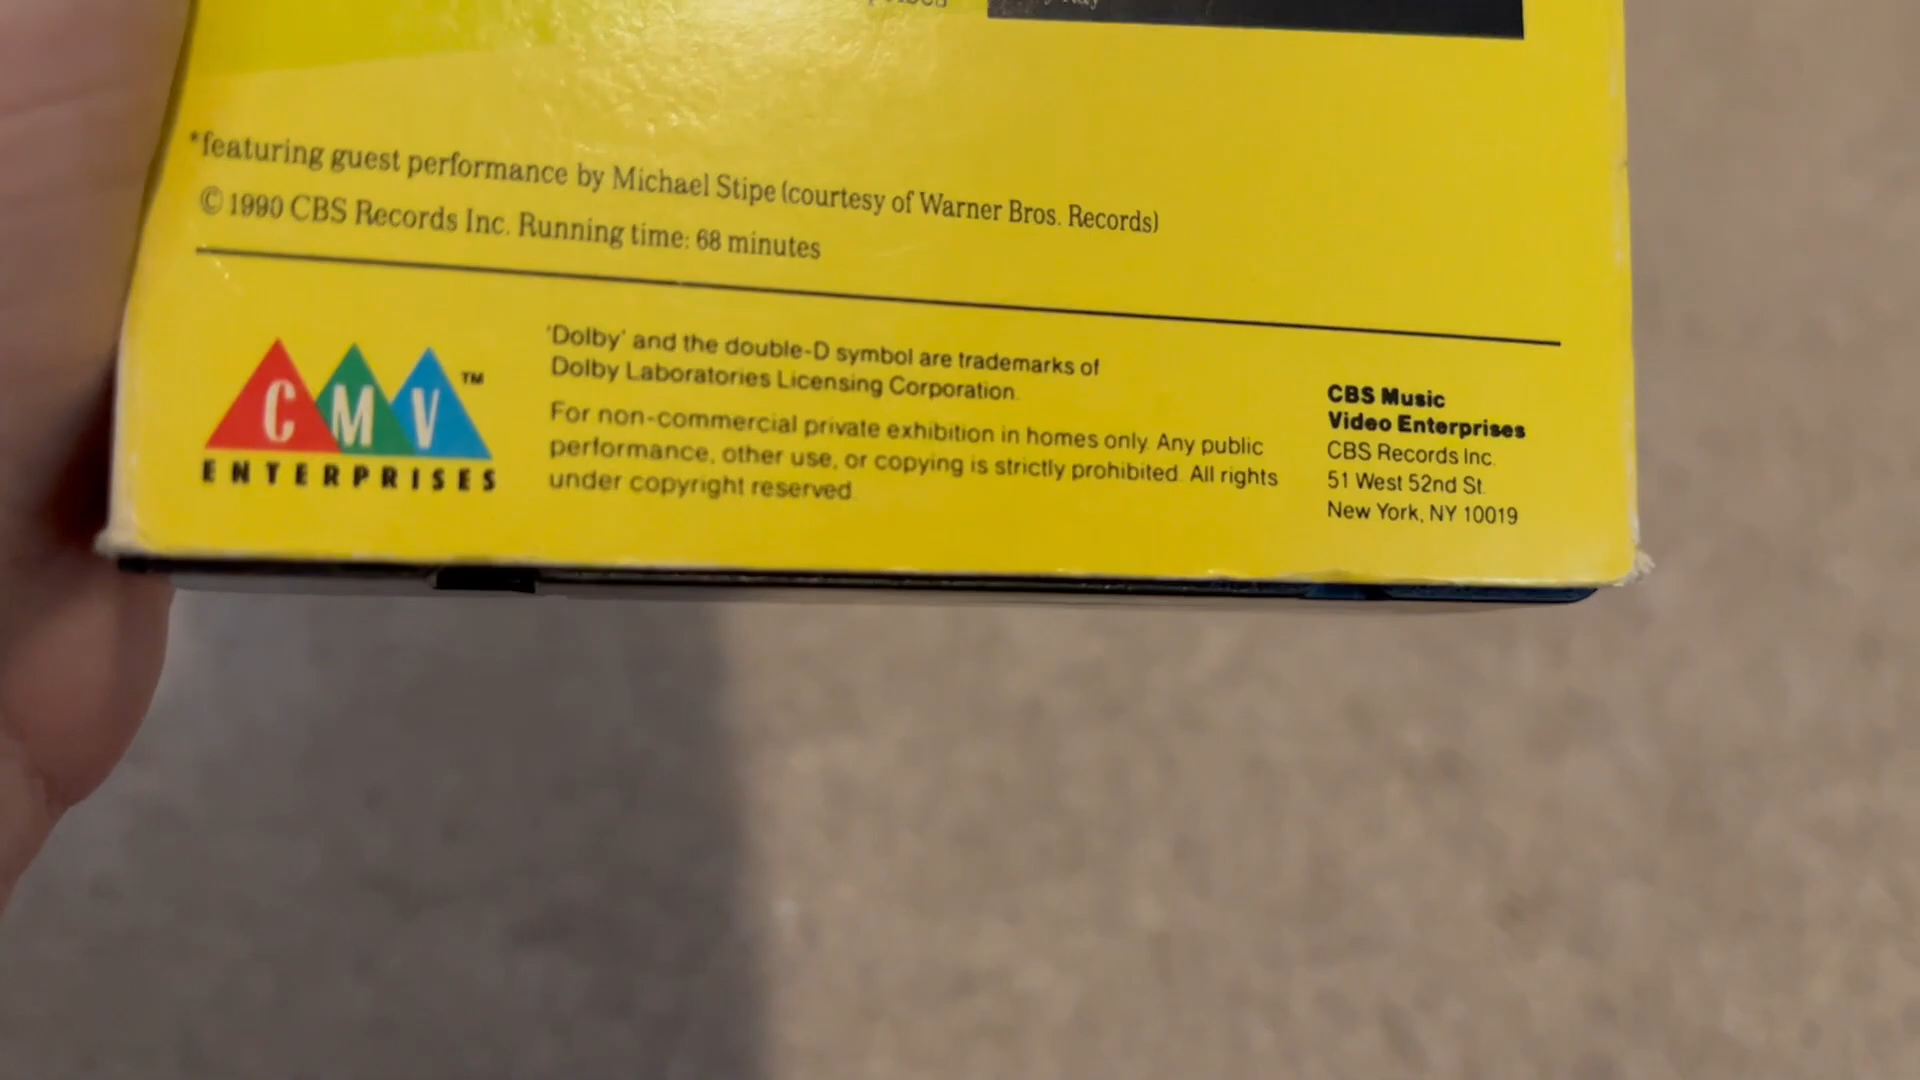 *featuring guest performance by Michael Stipe (courtesy of Warner Bros. Records)
© 1990 CBS Records Inc. Running time: 68 minutes
CMV™
ENTERPRISES
'Dolby' and the double-D symbol are trademarks of
Dolby Laboratories Licensing Corporation.
For non-commercial private exhibition in homes only. Any public
performance, other use, or copying is strictly prohibited. All rights
under copyright reserved.
CBS Music
Video Enterprises
CBS Records Inc.
51 West 52nd St.
New York, NY 10019